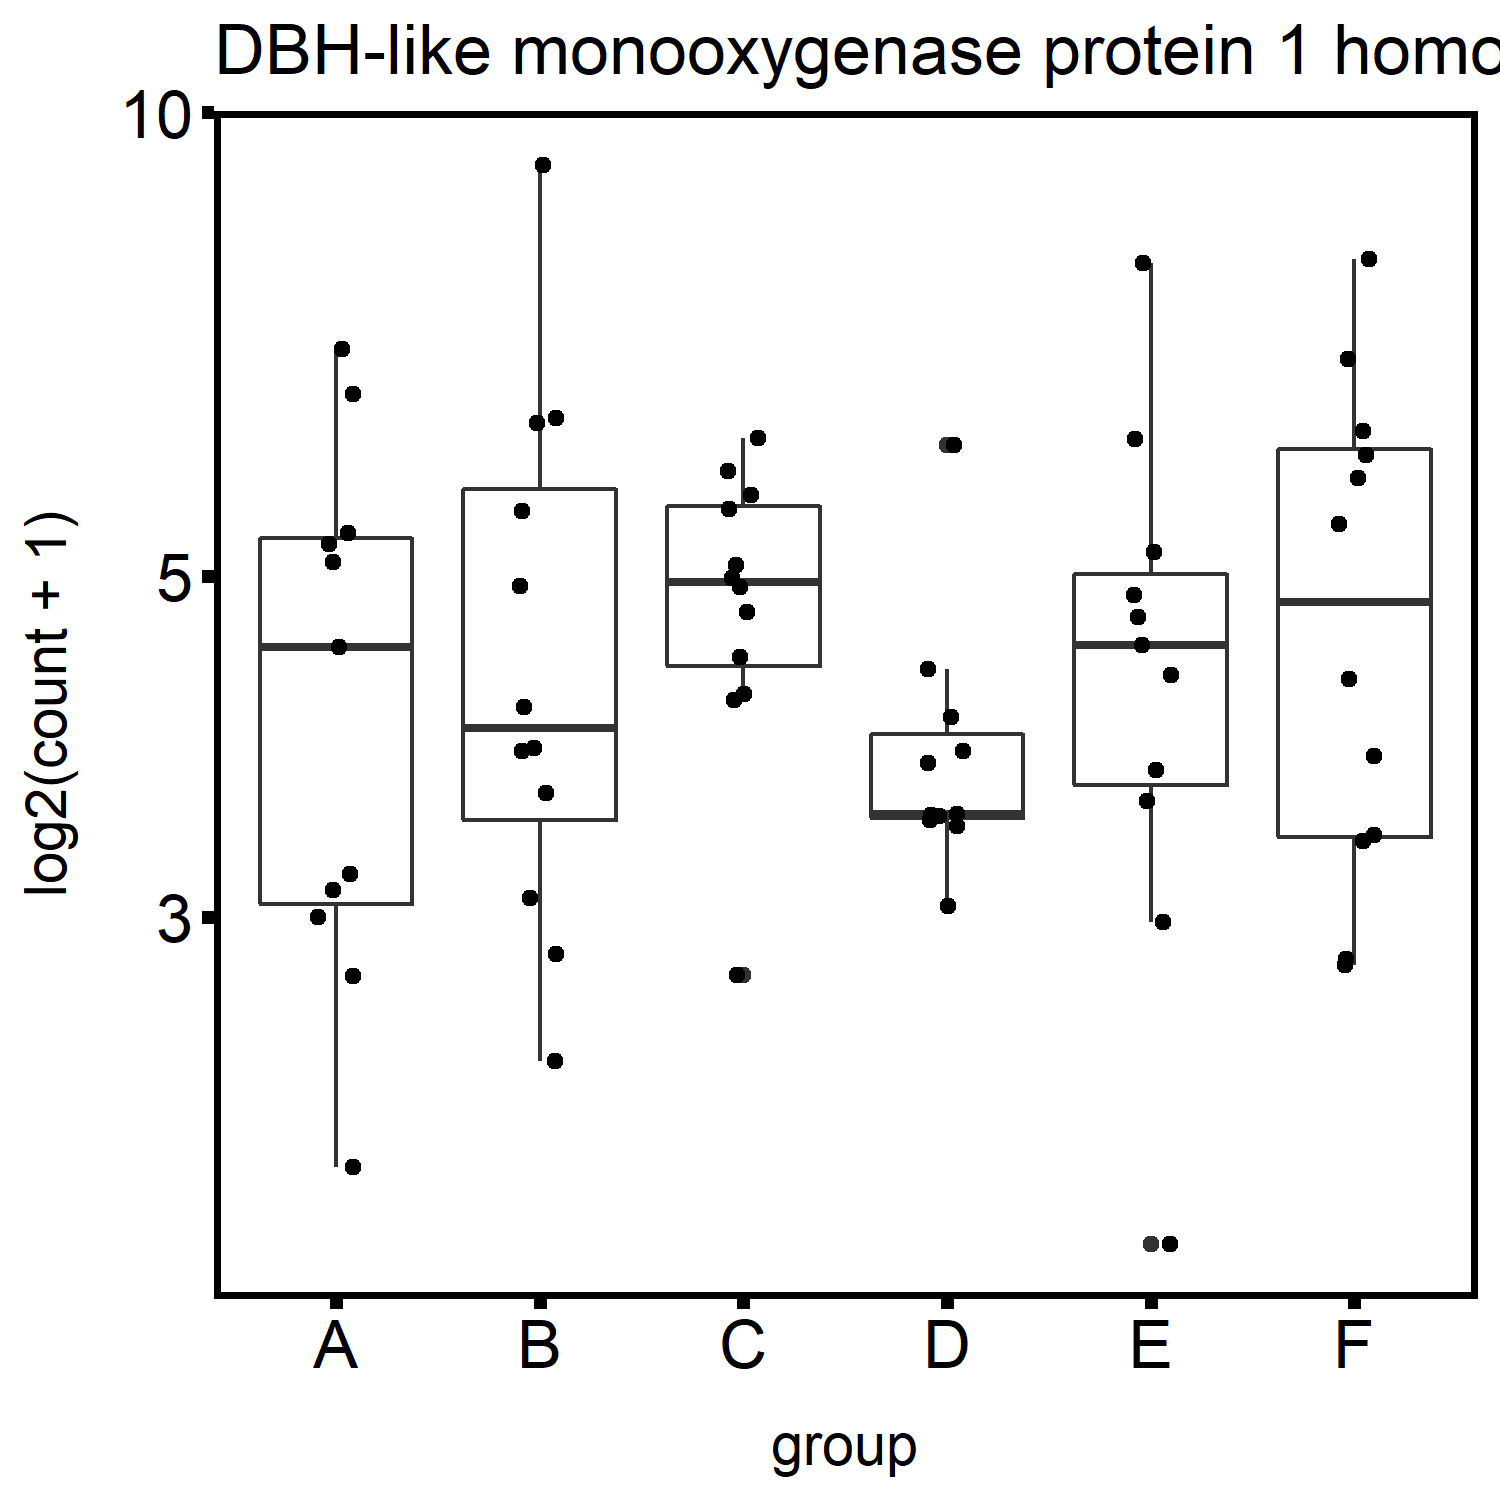 DBH-like monooxygenase protein 1 homo
10
5
3
log2(count + 1)
A B C D E F
group